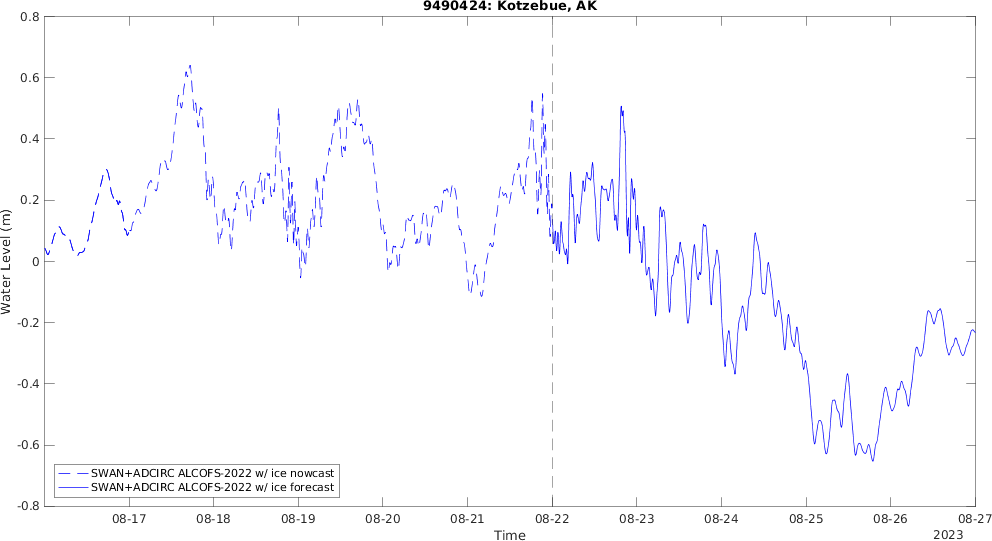 9490424: Kotzebue, AK
0.8
0.6
0.4
0.2
0
-0.2
-0.4
-0.6
-0.8
Water Level (m)
SWAN+ADCIRC ALCOFS-2022 w/ ice nowcast
SWAN+ADCIRC ALCOFS-2022 w/ ice forecast
08-17 08-18 08-19 08-20 08-21 08-22 08-23 08-24 08-25 08-26 08-27
Time
2023